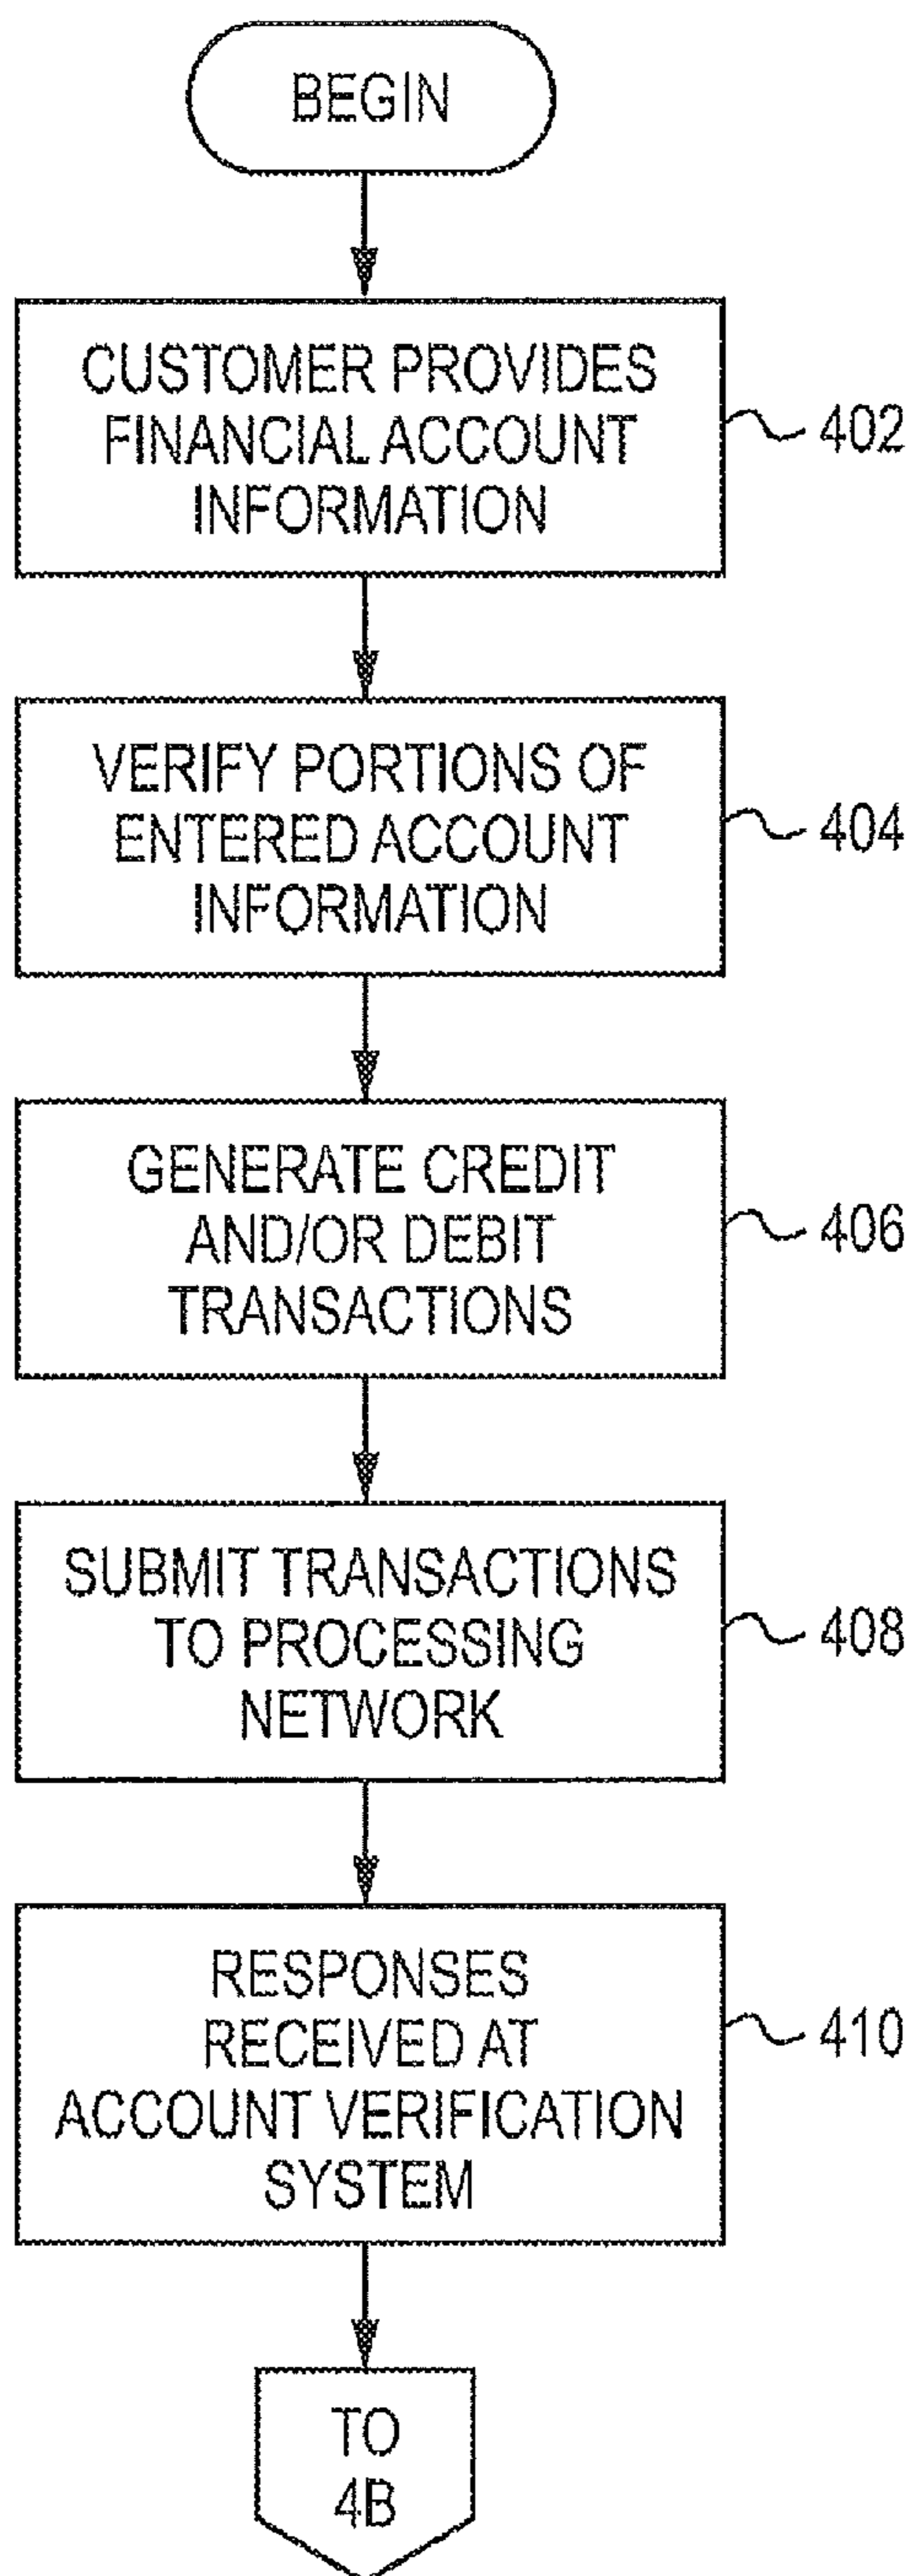 BEGIN
CUSTOMER PROVIDES
FINANCIAL ACCOUNT
INFORMATION
402
VERIFY PORTIONS OF
ENTERED ACCOUNT
INFORMATION
404
GENERATE CREDIT
AND/OR DEBIT
TRANSACTIONS
406
SUBMIT TRANSACTIONS
TO PROCESSING
NETWORK
408
RESPONSES
RECEIVED AT
ACCOUNT VERIFICATION
SYSTEM
410
TO
4B